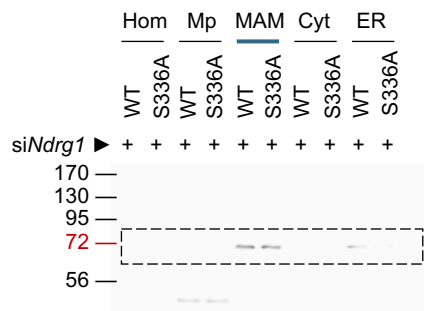 Hom Mp MAM Cyt ER
WT S336A WT S336A WT S336A WT S336A WT S336A
siNdrg1 ► + + + + + + + + + +
170
130
95
72
56